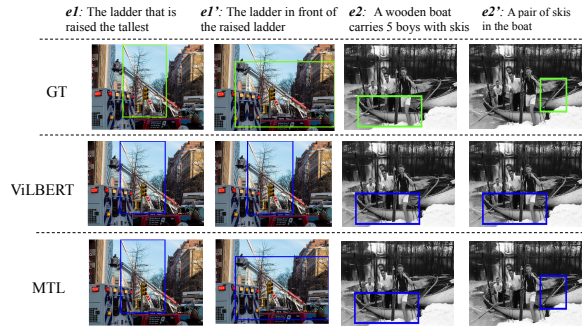 e1: The ladder that is raised the tallest
e1’: The ladder in front of the raised ladder
e2: A wooden boat carries 5 boys with skis
e2’: A pair of skis in the boat
GT
ViLBERT
MTL